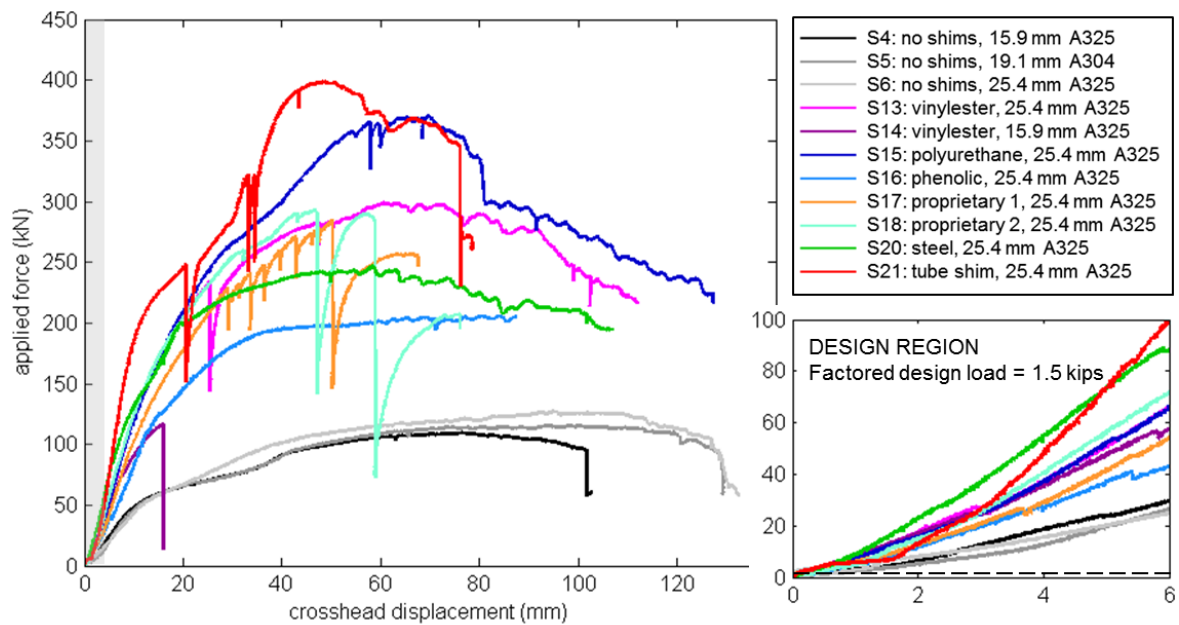 450
400
350
300
250
200
150
100
50
0
applied force (kN)
0 20 40 60 80 100 120
crosshead displacement (mm)
S4: no shims, 15.9 mm A325
S5: no shims, 19.1 mm A304
S6: no shims, 25.4 mm A325
S13: vinylester, 25.4 mm A325
S14: vinylester, 15.9 mm A325
S15: polyurethane, 25.4 mm A325
S16: phenolic, 25.4 mm A325
S17: proprietary 1, 25.4 mm A325
S18: proprietary 2, 25.4 mm A325
S20: steel, 25.4 mm A325
S21: tube shim, 25.4 mm A325
100
80
60
40
20
0
DESIGN REGION
Factored design load = 1.5 kips
0 2 4 6